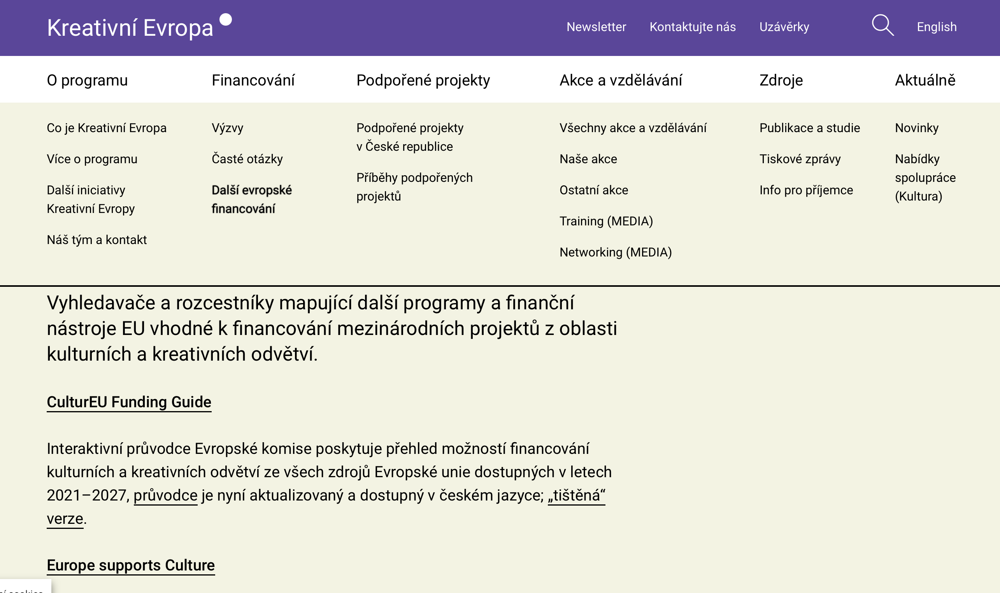 Kreativní Evropa
Newsletter
Kontaktujte nás
Uzávěrky
English
O programu
Financování
Podpořené projekty
Akce a vzdělávání
Zdroje
Aktuálně
Co je Kreativní Evropa
Více o programu
Další iniciativy
Kreativní Evropy
Náš tým a kontakt
Výzvy
Časté otázky
Další evropské
financování
Podpořené projekty
v České republice
Příběhy podpořených
projektů
Všechny akce a vzdělávání
Naše akce
Ostatní akce
Training (MEDIA)
Networking (MEDIA)
Publikace a studie
Tiskové zprávy
Info pro příjemce
Novinky
Nabídky
spolupráce
(Kultura)
Vyhledavače a rozcestníky mapující další programy a finanční
nástroje EU vhodné k financování mezinárodních projektů z oblasti
kulturních a kreativních odvětví.
CulturEU Funding Guide
Interaktivní průvodce Evropské komise poskytuje přehled možností financování
kulturních a kreativních odvětví ze všech zdrojů Evropské unie dostupných v letech
2021–2027, průvodce je nyní aktualizovaný a dostupný v českém jazyce; „tištěná“
verze.
Europe supports Culture